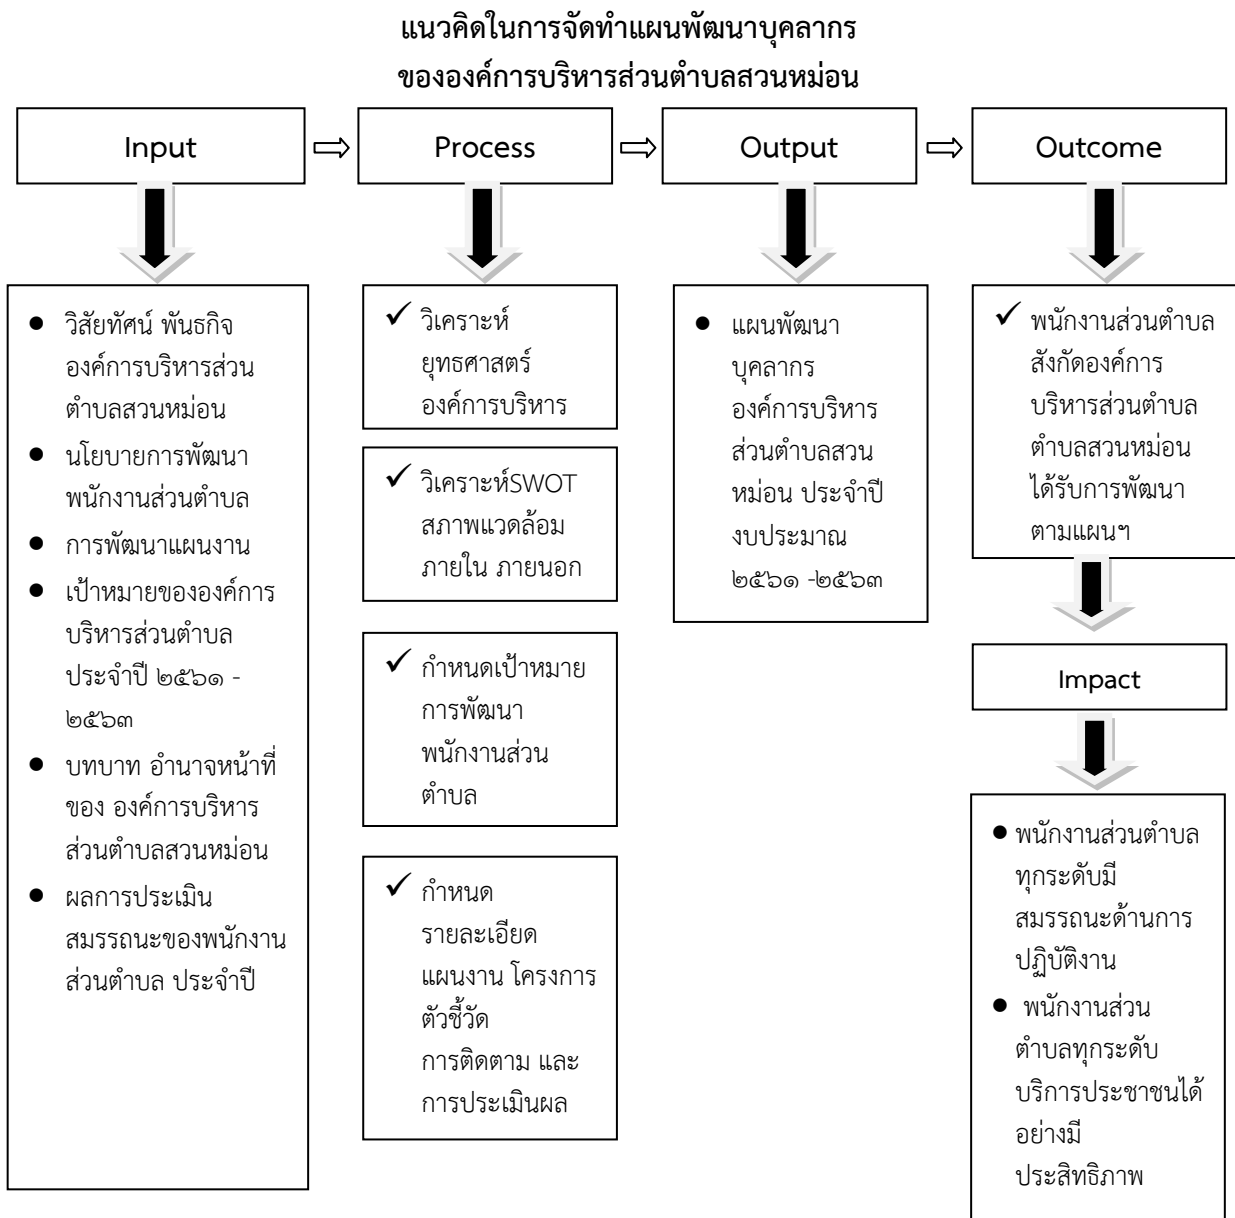 แนวคิดในการจัดทำแผนพัฒนาบุคลากร
ขององค์การบริหารส่วนตำบลสวนหม่อน
Input
Process
Output
Outcome
วิสัยทัศน์ พันธกิจ
องค์การบริหารส่วน
ตำบลสวนหม่อน
นโยบายการพัฒนา
พนักงานส่วนตำบล
การพัฒนาแผนงาน
เป้าหมายขององค์การ
บริหารส่วนตำบล
ประจำปี ๒๕๖๑ -
๒๕๖๓
บทบาท อำนาจหน้าที่
ของ องค์การบริหาร
ส่วนตำบลสวนหม่อน
ผลการประเมิน
สมรรถนะของพนักงาน
ส่วนตำบล ประจำปี
วิเคราะห์
ยุทธศาสตร์
องค์การบริหาร
วิเคราะห์SWOT
สภาพแวดล้อม
ภายใน ภายนอก
กำหนดเป้าหมาย
การพัฒนา
พนักงานส่วน
ตำบล
กำหนด
รายละเอียด
แผนงาน โครงการ
ตัวชี้วัด
การติดตาม และ
การประเมินผล
แผนพัฒนา
บุคลากร
องค์การบริหาร
ส่วนตำบลสวน
หม่อน ประจำปี
งบประมาณ
๒๕๖๑ -๒๕๖๓
พนักงานส่วนตำบล
สังกัดองค์การ
บริหารส่วนตำบล
ตำบลสวนหม่อน
ได้รับการพัฒนา
ตามแผนฯ
Impact
พนักงานส่วนตำบล
ทุกระดับมี
สมรรถนะด้านการ
ปฏิบัติงาน
พนักงานส่วน
ตำบลทุกระดับ
บริการประชาชนได้
อย่างมี
ประสิทธิภาพ